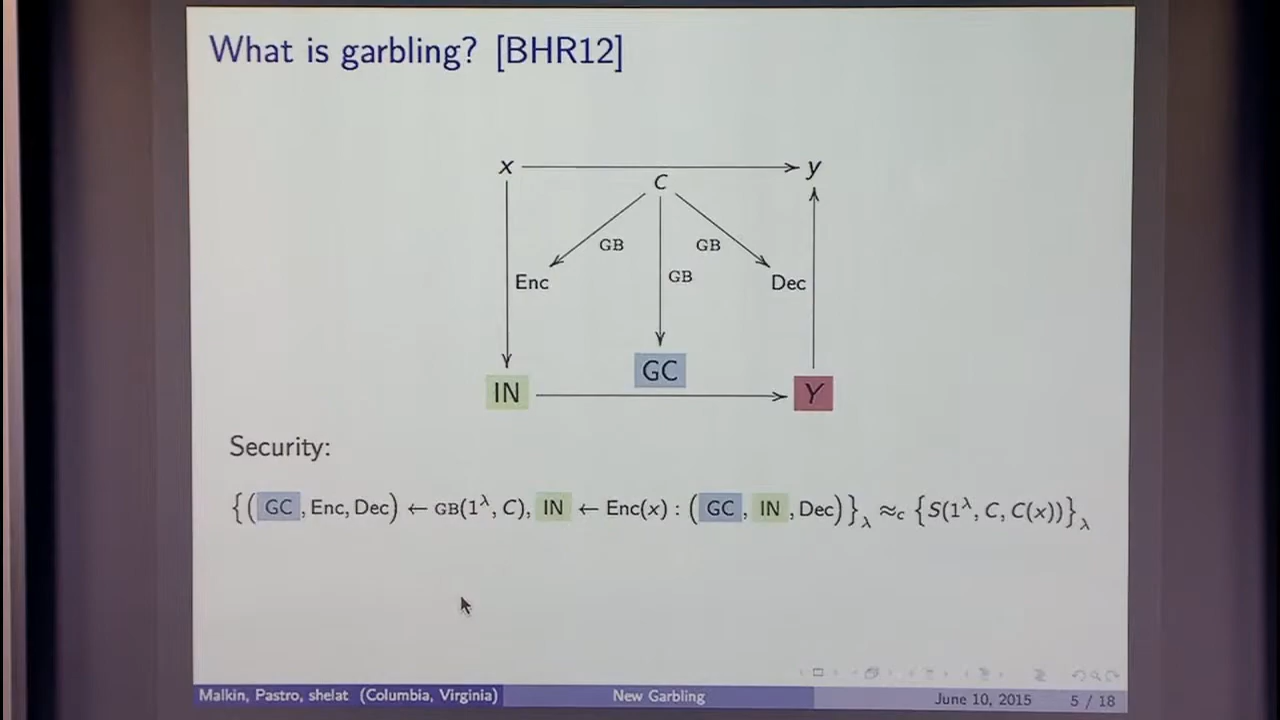 What is garbling? [BHR12]
x y
C
GB GB
Enc GB Dec
GC
IN Y
Security:
{( GC , Enc, Dec) ← GB(1^λ, C), IN ← Enc(x) : ( GC , IN , Dec)}_λ ≈_c {S(1^λ, C, C(x))}_λ
Malkin, Pastro, shelat (Columbia, Virginia) New Garbling June 10, 2015 5 / 18